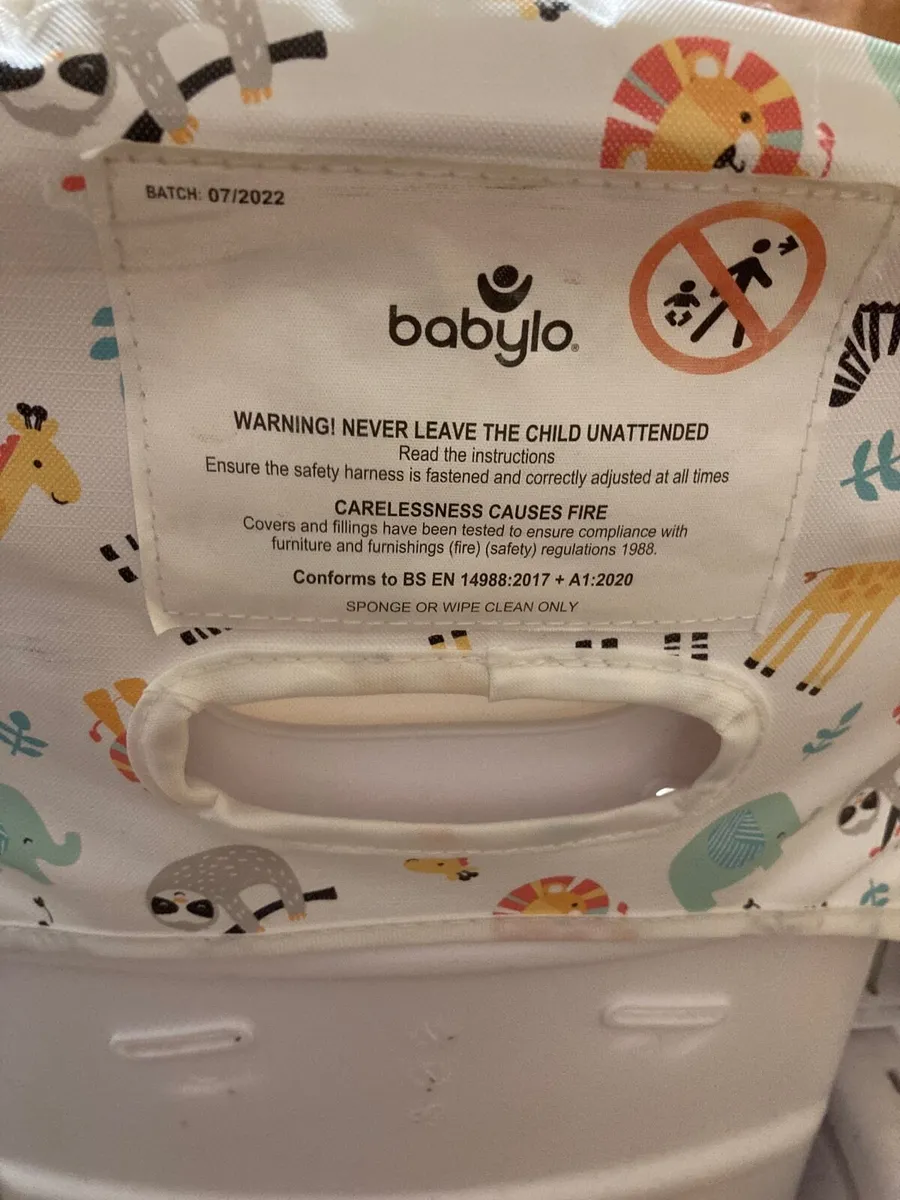 BATCH: 07/2022
babylo®
WARNING! NEVER LEAVE THE CHILD UNATTENDED
Read the instructions
Ensure the safety harness is fastened and correctly adjusted at all times
CARELESSNESS CAUSES FIRE
Covers and fillings have been tested to ensure compliance with
furniture and furnishings (fire) (safety) regulations 1988.
Conforms to BS EN 14988:2017 + A1:2020
SPONGE OR WIPE CLEAN ONLY